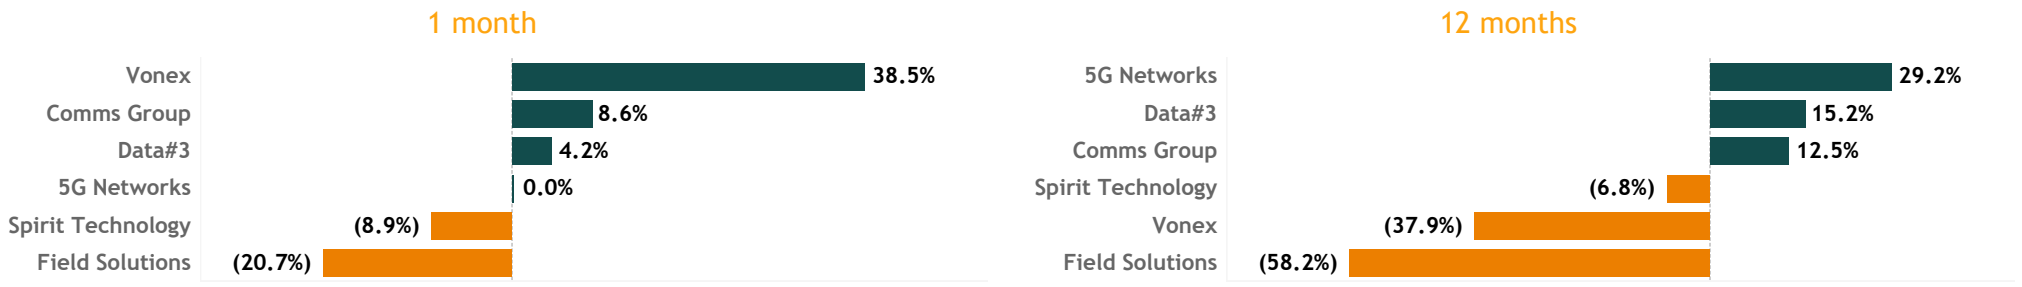 1 month
Vonex 38.5%
Comms Group 8.6%
Data#3 4.2%
5G Networks 0.0%
Spirit Technology (8.9%)
Field Solutions (20.7%)
12 months
5G Networks 29.2%
Data#3 15.2%
Comms Group 12.5%
Spirit Technology (6.8%)
Vonex (37.9%)
Field Solutions (58.2%)